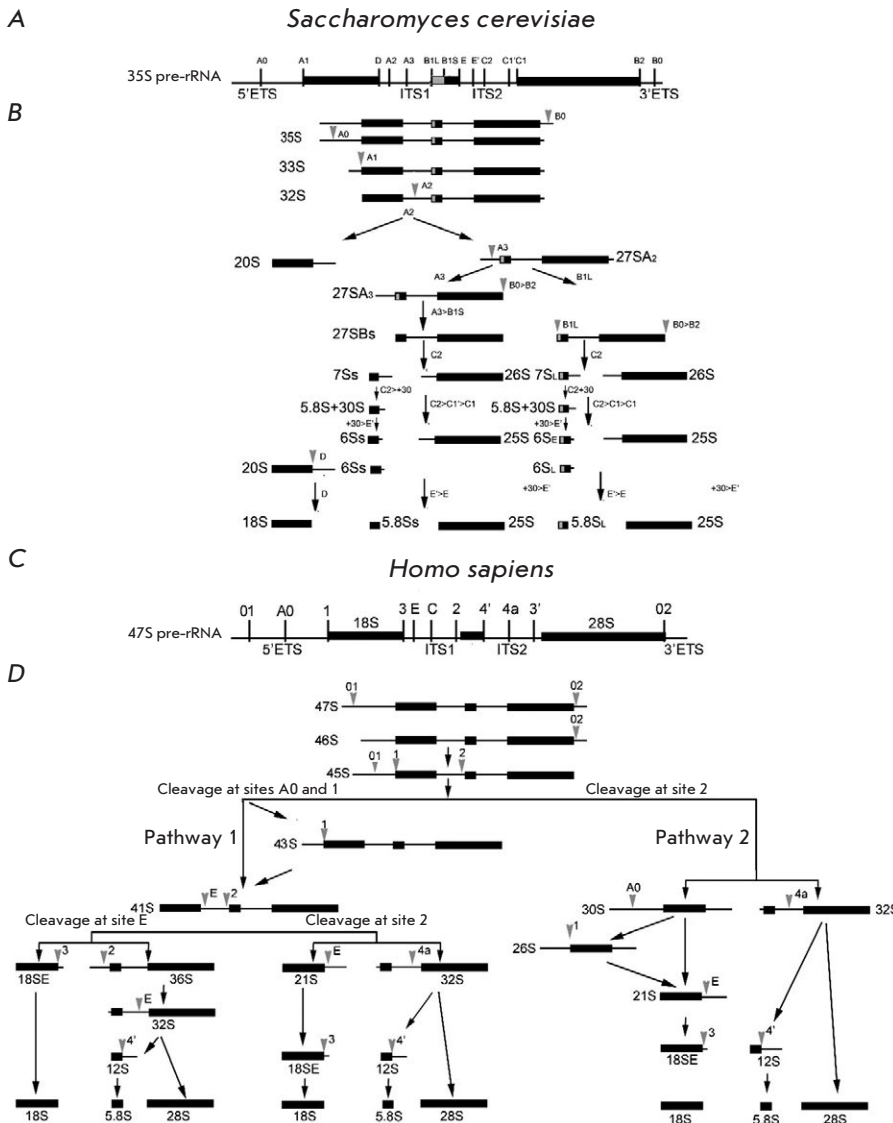 A Saccharomyces cerevisiae
A0 A1 D A2 A3 B1L B1S E E' C2 C1'C1 B2 B0
35S pre-rRNA
5'ETS ITS1 ITS2 3'ETS
B
B0
35S A0
33S A1
32S A2
A2
20S A3 27SA2
A3 B1L
27SA3 B0>B2
A3>B1S
27SBs B1L B0>B2
C2 C2
7Ss 26S 7SL 26S
C2>+30 C2>C1'>C1 C2+30 C2>C1>C1
5.8S+30S 5.8S+30S
+30>E' +30>E'
6Ss 25S 6SE 25S
D
20S 6Ss 6SL
D E'>E +30>E' E'>E +30>E'
18S 5.8Ss 25S 5.8SL 25S
C Homo sapiens
01 A0 1 3 E C 2 4' 4a 3' 02
18S 28S
47S pre-rRNA
5'ETS ITS1 ITS2 3'ETS
D
01 02
47S
02
46S
01 1 2
45S
Cleavage at sites A0 and 1 Cleavage at site 2
Pathway 1 1 Pathway 2
43S
E 2 A0 4a
41S 30S 32S
Cleavage at site E Cleavage at site 2
1
26S
3 2 E 4a
18SE 36S 21S 32S
E
21S
E
32S
4' 3 4' 3 4'
12S 18SE 12S 18SE 12S
18S 5.8S 28S 18S 5.8S 28S 18S 5.8S 28S